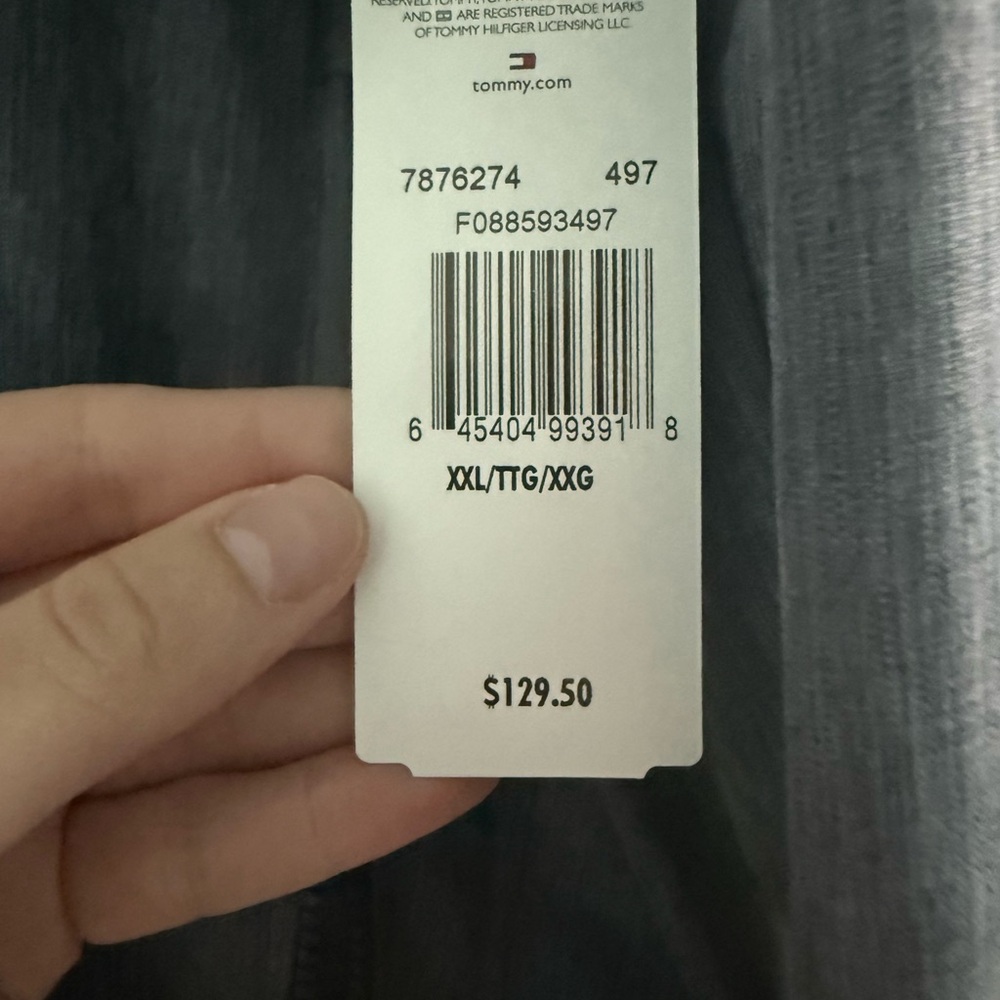 AND ARE REGISTERED TRADE MARKS
OF TOMMY HILFIGER LICENSING LLC
tommy.com
7876274 497
F088593497
6 45404 99391 8
XXL/TTG/XXG
$129.50